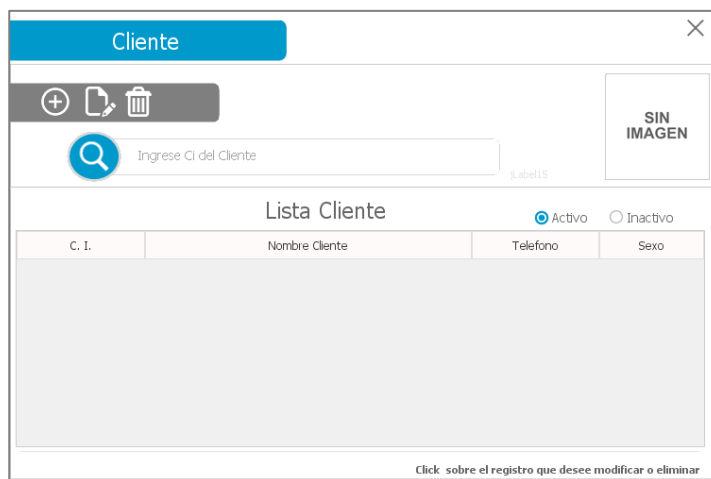 Cliente
SIN
IMAGEN
Ingrese Ci del Cliente
jLabel15
Lista Cliente
Activo
Inactivo
C. I.
Nombre Cliente
Telefono
Sexo
Click sobre el registro que desee modificar o eliminar